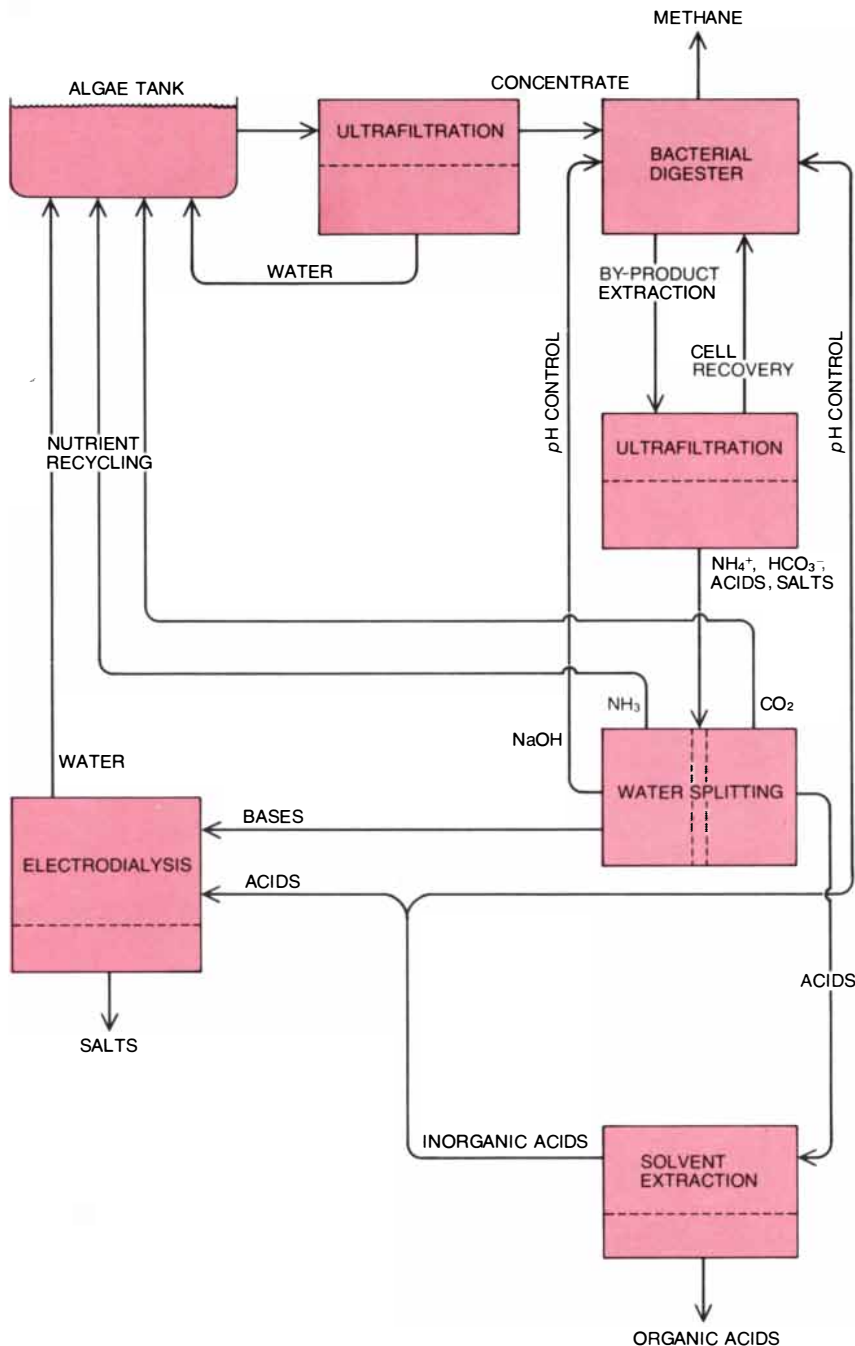 METHANE
ALGAE TANK
CONCENTRATE
ULTRAFILTRATION
BACTERIAL
DIGESTER
WATER
BY-PRODUCT
EXTRACTION
pH CONTROL
CELL
RECOVERY
pH CONTROL
NUTRIENT
RECYCLING
ULTRAFILTRATION
NH₄⁺, HCO₃⁻,
ACIDS, SALTS
NH₃
CO₂
NaOH
WATER
WATER SPLITTING
BASES
ELECTRODIALYSIS
ACIDS
ACIDS
SALTS
INORGANIC ACIDS
SOLVENT
EXTRACTION
ORGANIC ACIDS